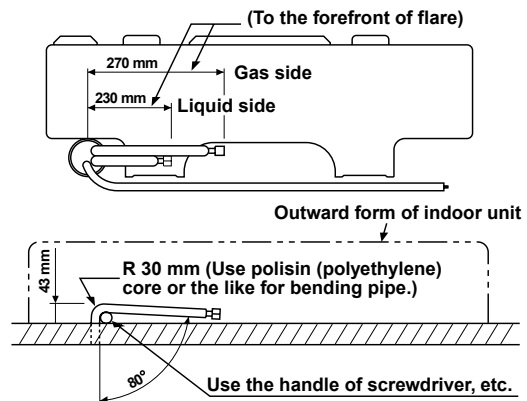 (To the forefront of flare)
270 mm
Gas side
230 mm
Liquid side
Outward form of indoor unit
43 mm
R 30 mm (Use polisin (polyethylene)
core or the like for bending pipe.)
80°
Use the handle of screwdriver, etc.